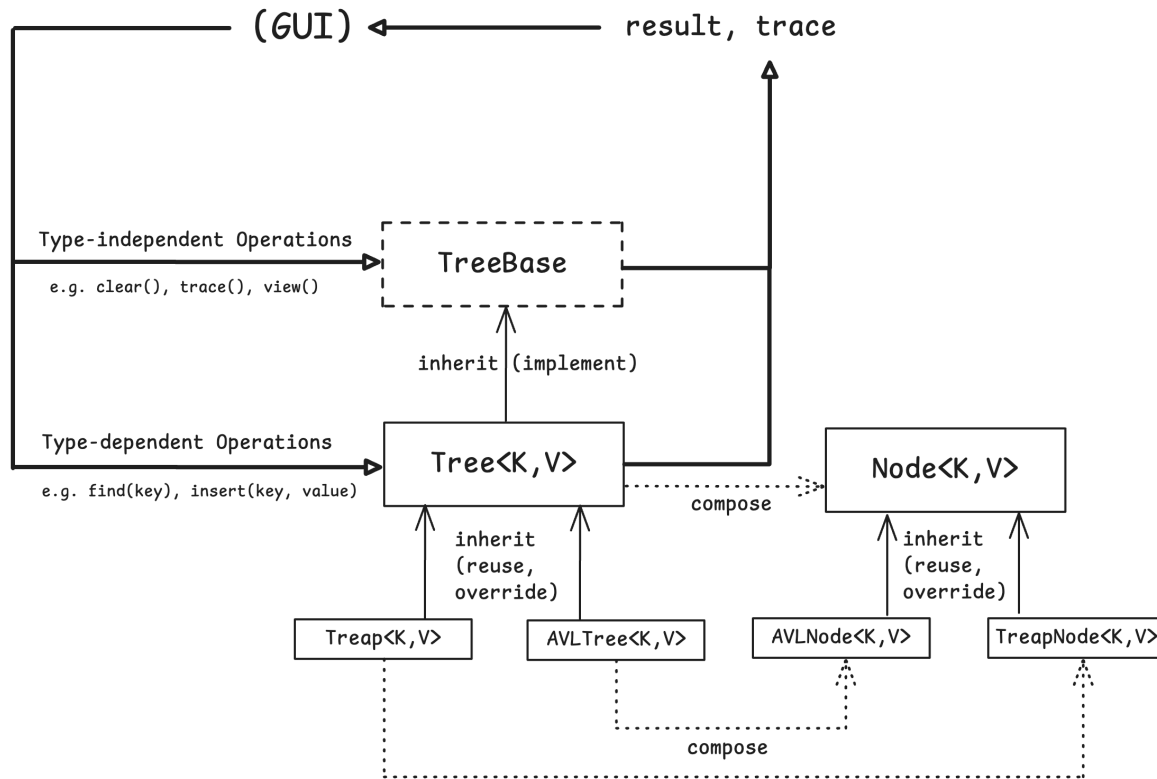 (GUI)
result, trace
Type-independent Operations
e.g. clear(), trace(), view()
TreeBase
inherit (implement)
Type-dependent Operations
e.g. find(key), insert(key, value)
Tree<K,V>
compose
Node<K,V>
inherit
(reuse,
override)
inherit
(reuse,
override)
Treap<K,V>
AVLTree<K,V>
AVLNode<K,V>
TreapNode<K,V>
compose